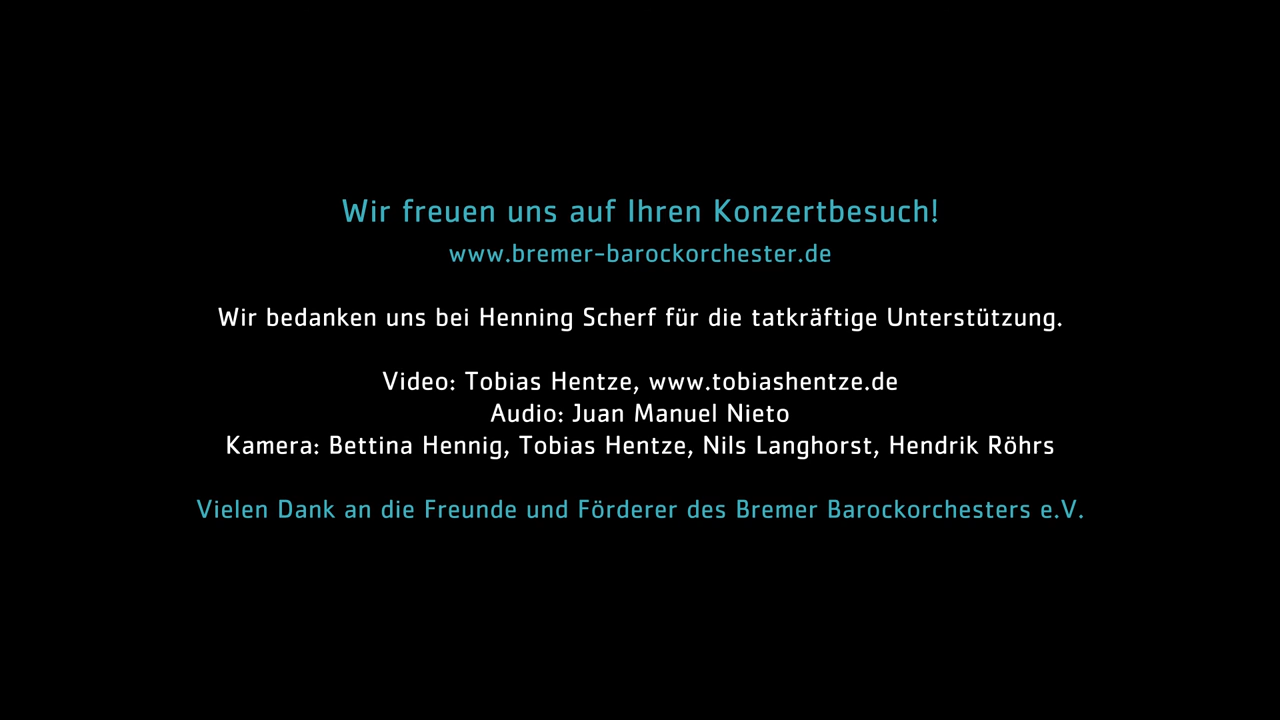 Wir freuen uns auf Ihren Konzertbesuch!
www.bremer-barockorchester.de
Wir bedanken uns bei Henning Scherf für die tatkräftige Unterstützung.
Video: Tobias Hentze, www.tobiashentze.de
Audio: Juan Manuel Nieto
Kamera: Bettina Hennig, Tobias Hentze, Nils Langhorst, Hendrik Röhrs
Vielen Dank an die Freunde und Förderer des Bremer Barockorchesters e.V.